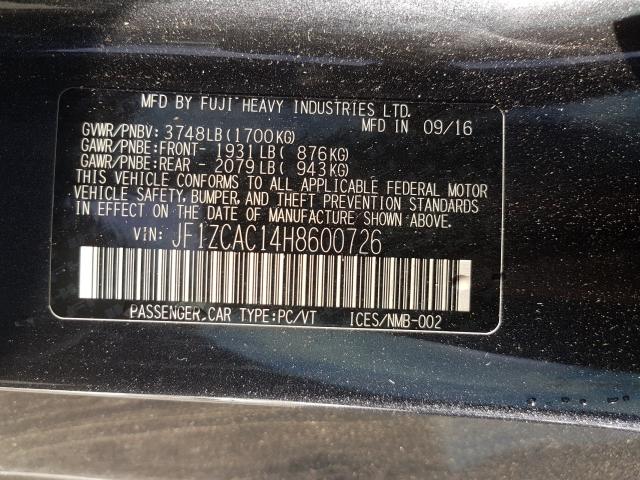 MFD BY FUJI HEAVY INDUSTRIES LTD.
MFD IN 09/16
GVWR/PNBV: 3748LB(1700KG)
GAWR/PNBE:FRONT- 1931LB( 876KG)
GAWR/PNBE:REAR - 2079LB( 943KG)
THIS VEHICLE CONFORMS TO ALL APPLICABLE FEDERAL MOTOR
VEHICLE SAFETY, BUMPER, AND THEFT PREVENTION STANDARDS
IN EFFECT ON THE DATE OF MANUFACTURE SHOWN ABOVE.
VIN: JF1ZCAC14H8600726
PASSENGER CAR TYPE:PC/VT ICES/NMB-002